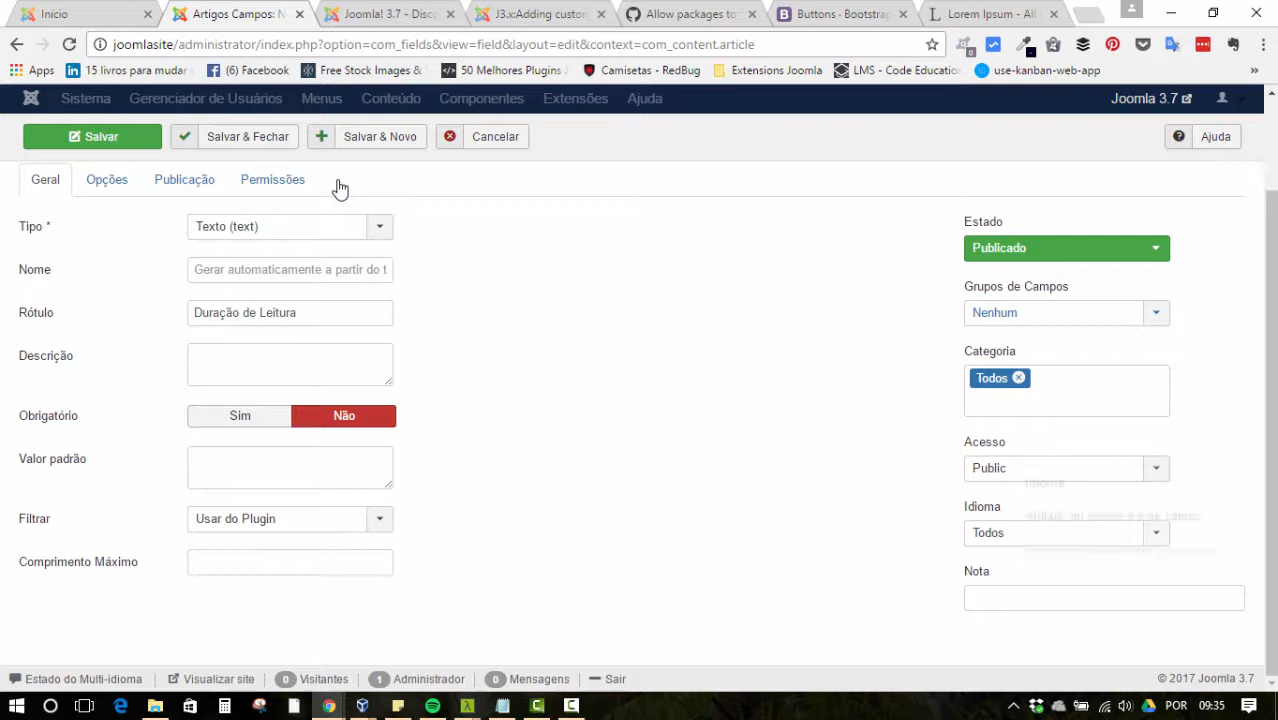 Início
Artigos Campos: N
Joomla! 3.7 - Disc
J3.x:Adding custom
Allow packages to
Buttons · Bootstrap
Lorem Ipsum - All
joomlasite/administrator/index.php?option=com_fields&view=field&layout=edit&context=com_content.article
Apps
15 livros para mudar
(6) Facebook
Free Stock Images &
50 Melhores Plugins
Camisetas - RedBug
Extensions Joomla
LMS - Code Education
use-kanban-web-app
Sistema Gerenciador de Usuários Menus Conteúdo Componentes Extensões Ajuda Joomla 3.7
Salvar Salvar & Fechar Salvar & Novo Cancelar Ajuda
Geral Opções Publicação Permissões
Tipo * Texto (text)
Nome Gerar automaticamente a partir do t
Rótulo Duração de Leitura
Descrição
Obrigatório Sim Não
Valor padrão
Filtrar Usar do Plugin
Comprimento Máximo
Estado
Publicado
Grupos de Campos
Nenhum
Categoria
Todos
Acesso
Public
Idioma
Todos
Nota
Estado do Multi-idioma Visualizar site 0 Visitantes 1 Administrador 0 Mensagens Sair © 2017 Joomla 3.7
POR 09:35